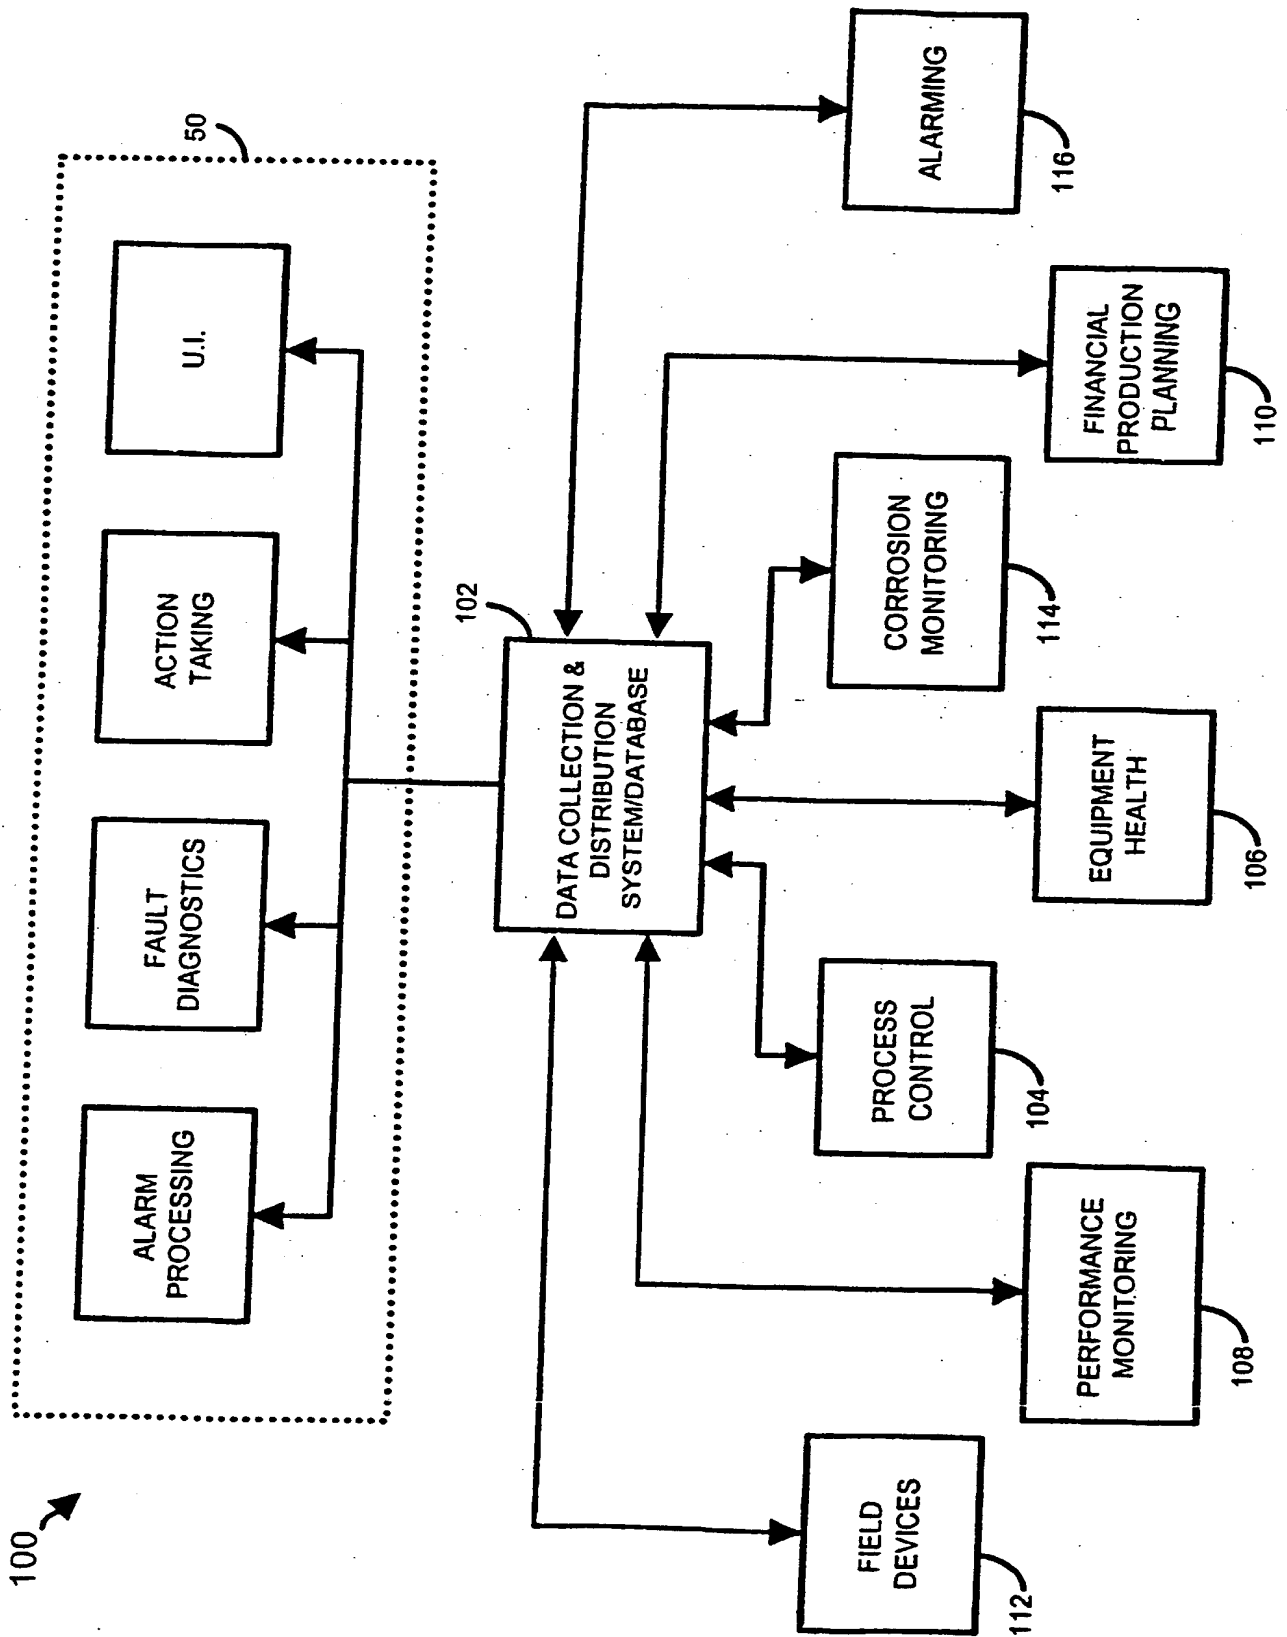 100
50
ALARM
PROCESSING
FAULT
DIAGNOSTICS
ACTION
TAKING
U.I.
102
DATA COLLECTION &
DISTRIBUTION
SYSTEM/DATABASE
FIELD
DEVICES
112
PERFORMANCE
MONITORING
108
PROCESS
CONTROL
104
EQUIPMENT
HEALTH
106
CORROSION
MONITORING
114
FINANCIAL
PRODUCTION
PLANNING
110
ALARMING
116